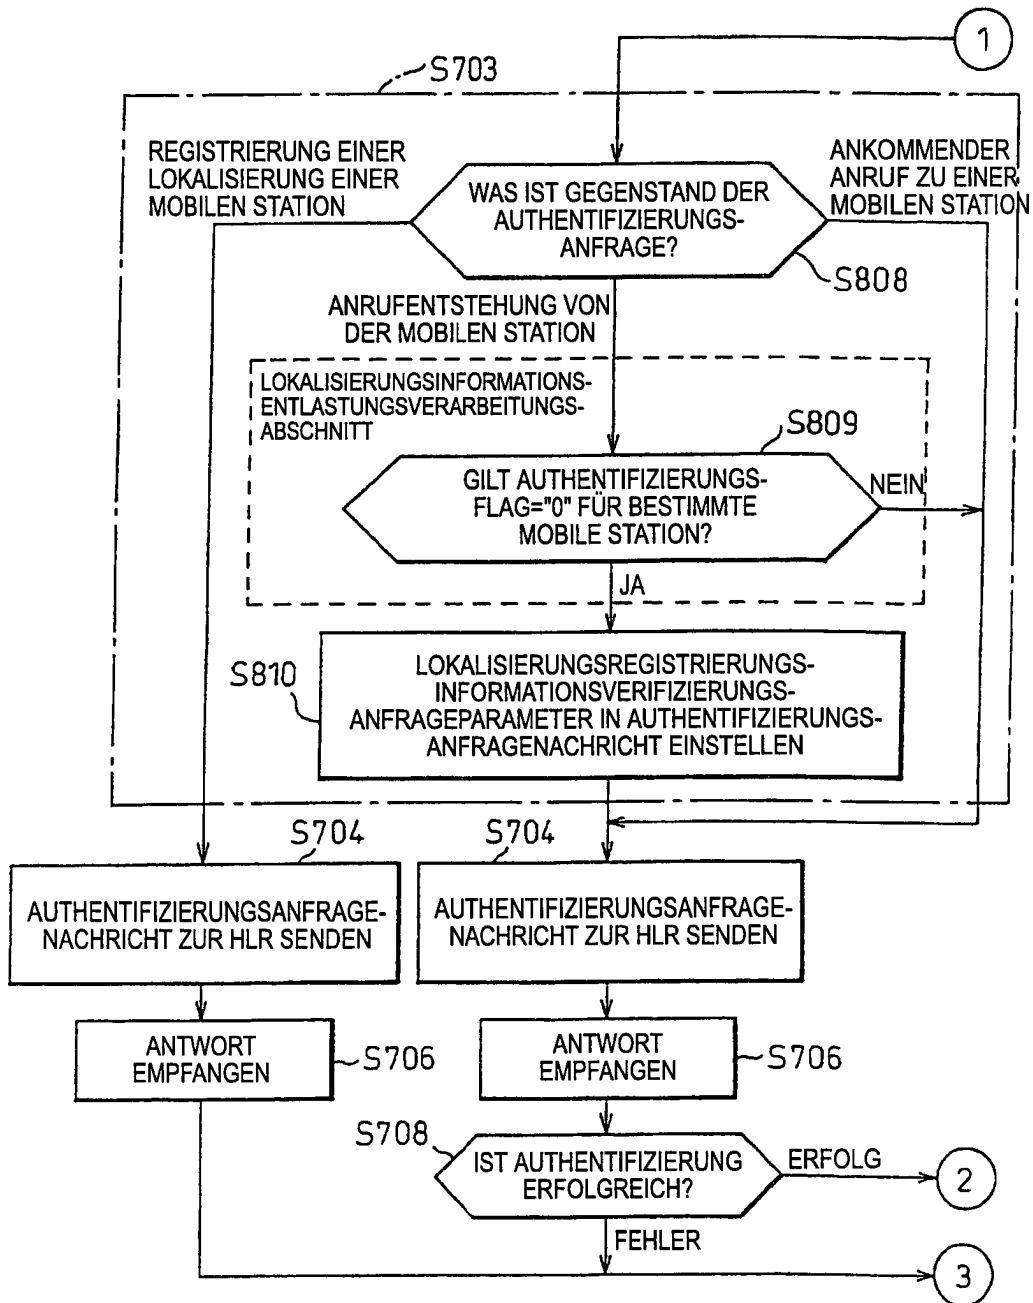 1
S703
REGISTRIERUNG EINER
LOKALISIERUNG EINER
MOBILEN STATION
WAS IST GEGENSTAND DER
AUTHENTIFIZIERUNGS-
ANFRAGE?
ANKOMMENDER
ANRUF ZU EINER
MOBILEN STATION
S808
ANRUFENTSTEHUNG VON
DER MOBILEN STATION
LOKALISIERUNGSINFORMATIONS-
ENTLASTUNGSVERARBEITUNGS-
ABSCHNITT
S809
GILT AUTHENTIFIZIERUNGS-
FLAG="0" FÜR BESTIMMTE
MOBILE STATION?
NEIN
JA
S810
LOKALISIERUNGSREGISTRIERUNGS-
INFORMATIONSVERIFIZIERUNGS-
ANFRAGEPARAMETER IN AUTHENTIFIZIERUNGS-
ANFRAGENACHRICHT EINSTELLEN
S704
AUTHENTIFIZIERUNGSANFRAGE-
NACHRICHT ZUR HLR SENDEN
S704
AUTHENTIFIZIERUNGSANFRAGE-
NACHRICHT ZUR HLR SENDEN
ANTWORT
EMPFANGEN
S706
ANTWORT
EMPFANGEN
S706
S708
IST AUTHENTIFIZIERUNG
ERFOLGREICH?
ERFOLG
2
FEHLER
3